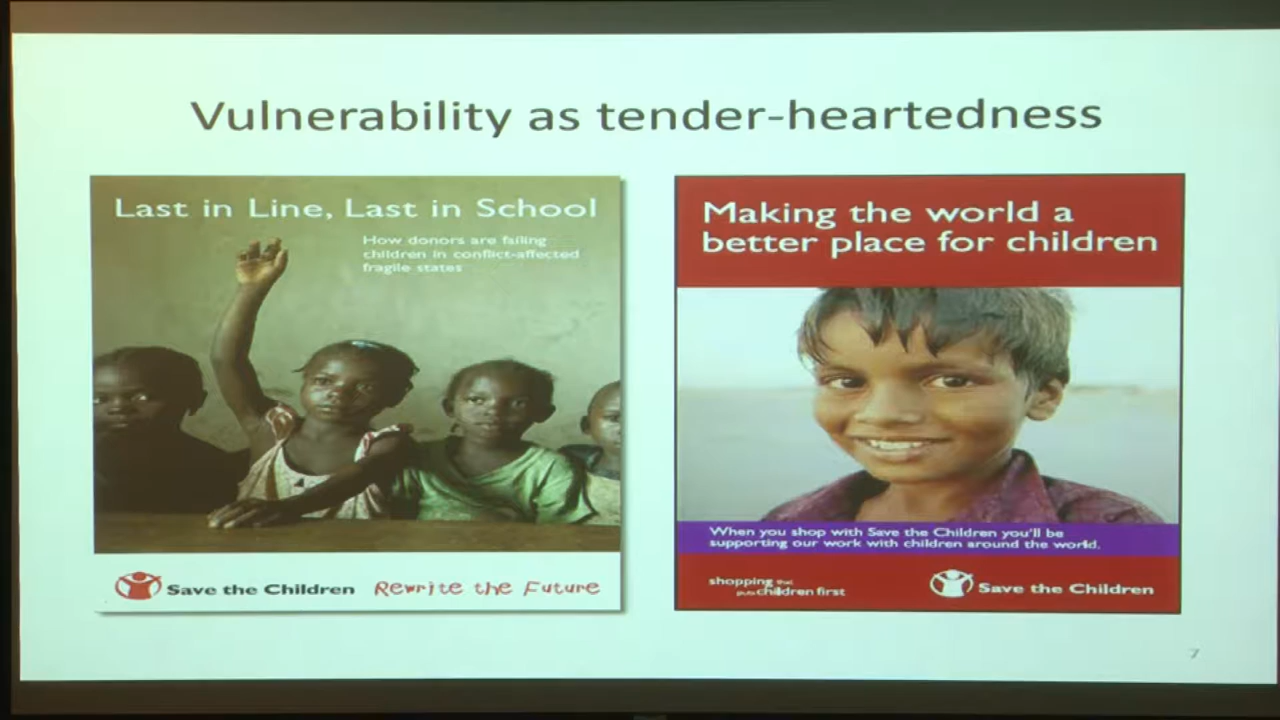 Vulnerability as tender-heartedness
Last in Line, Last in School
How donors are failing
children in conflict-affected
fragile states
Save the Children
Rewrite the Future
Making the world a
better place for children
When you shop with Save the Children you'll be
supporting our work with children around the world.
shopping that
puts children first
Save the Children
7